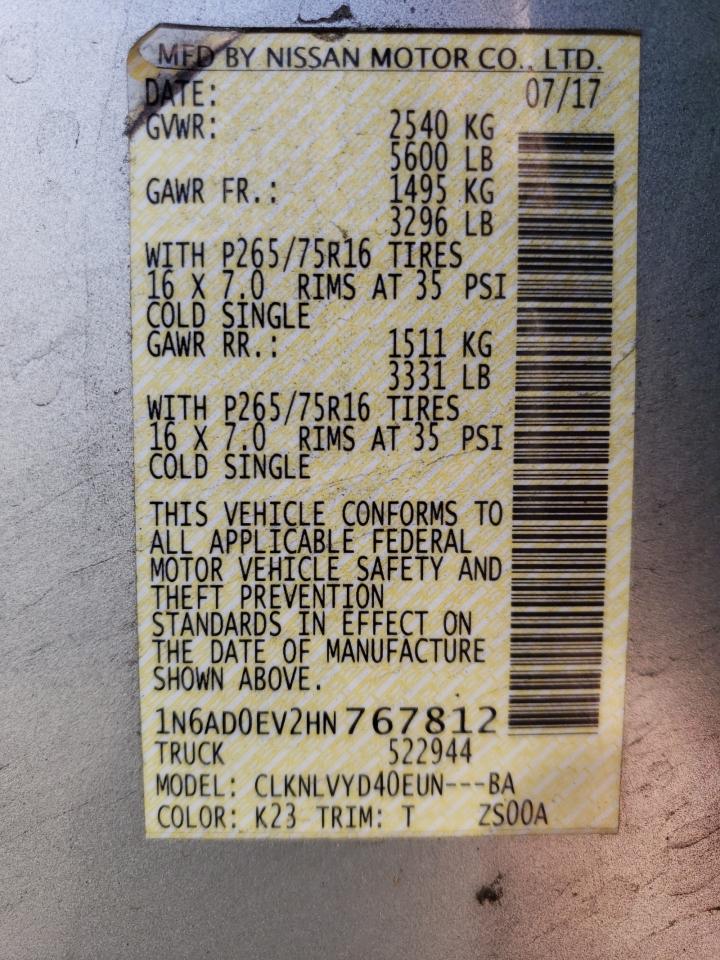 MFD BY NISSAN MOTOR CO., LTD.
DATE: 07/17
GVWR: 2540 KG
5600 LB
GAWR FR.: 1495 KG
3296 LB
WITH P265/75R16 TIRES
16 X 7.0 RIMS AT 35 PSI
COLD SINGLE
GAWR RR.: 1511 KG
3331 LB
WITH P265/75R16 TIRES
16 X 7.0 RIMS AT 35 PSI
COLD SINGLE
THIS VEHICLE CONFORMS TO
ALL APPLICABLE FEDERAL
MOTOR VEHICLE SAFETY AND
THEFT PREVENTION
STANDARDS IN EFFECT ON
THE DATE OF MANUFACTURE
SHOWN ABOVE.
1N6AD0EV2HN767812
TRUCK 522944
MODEL: CLKNLVYD40EUN---BA
COLOR: K23 TRIM: T ZS00A